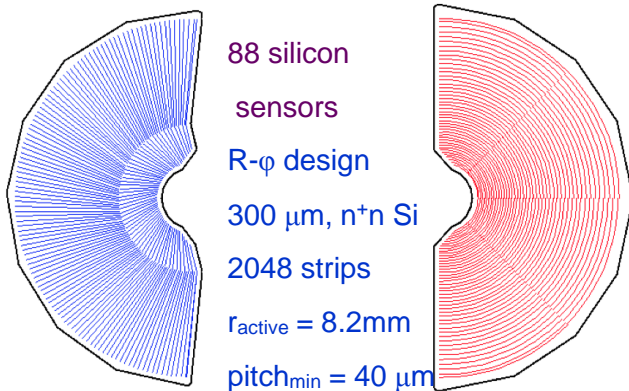 88 silicon
sensors
R-φ design
300 μm, n⁺n Si
2048 strips
r_active = 8.2mm
pitch_min = 40 μm